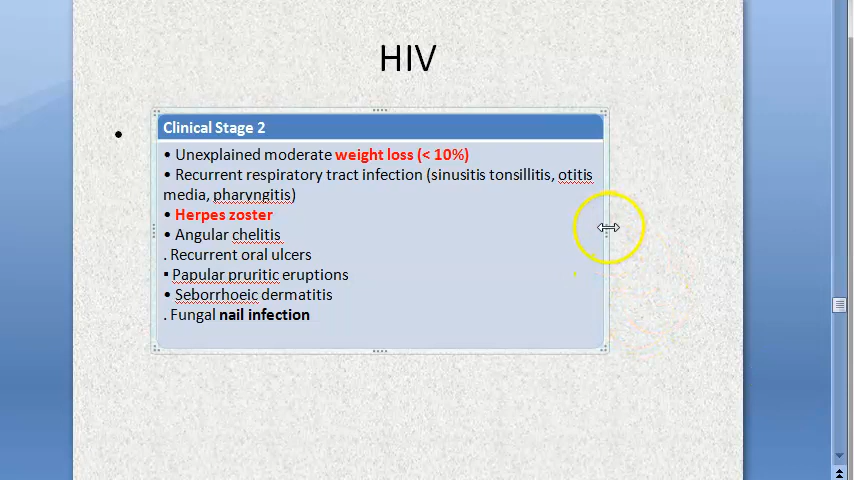 HIV
Clinical Stage 2
• Unexplained moderate weight loss (< 10%)
• Recurrent respiratory tract infection (sinusitis tonsillitis, otitis
media, pharyngitis)
• Herpes zoster
• Angular chelitis
. Recurrent oral ulcers
▪ Papular pruritic eruptions
• Seborrhoeic dermatitis
. Fungal nail infection